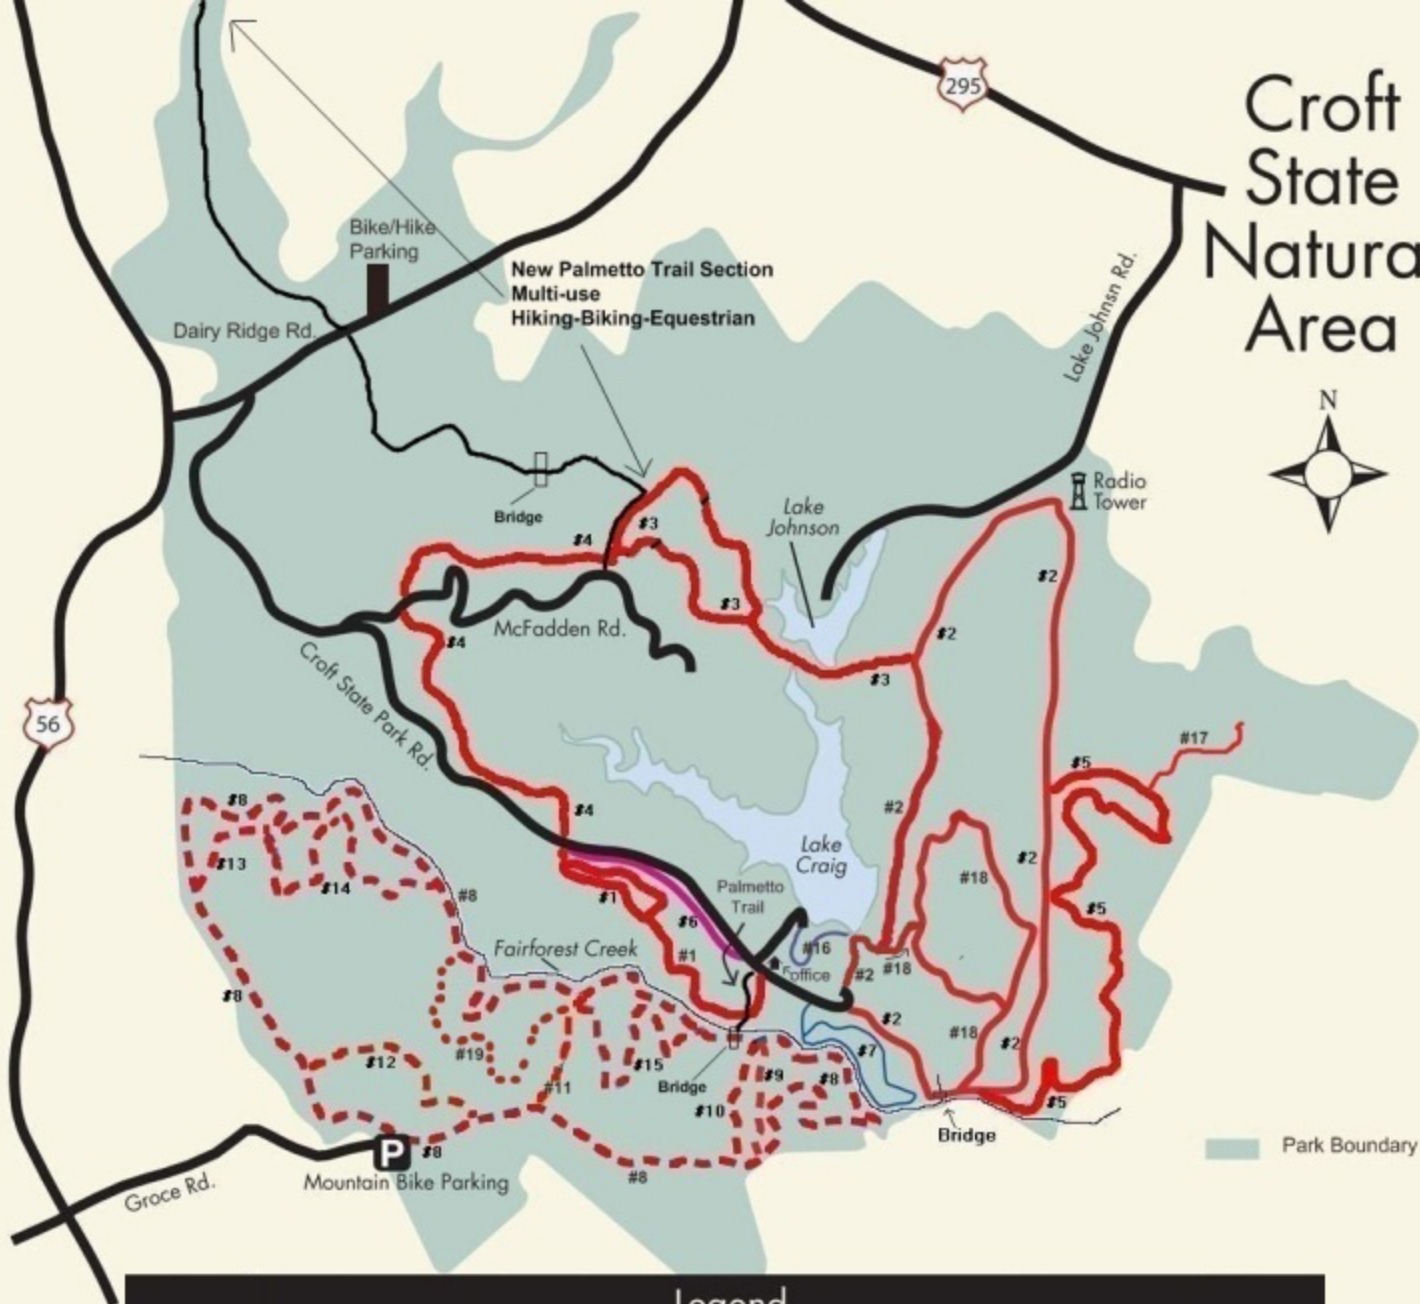 295
Croft
State
Natura
Area
Bike/Hike
Parking
New Palmetto Trail Section
Multi-use
Hiking-Biking-Equestrian
Dairy Ridge Rd.
Lake Johnsn Rd.
N
Radio
Tower
Lake
Johnson
Bridge
$3
$4
$2
$3
McFadden Rd.
$2
$4
Croft State Park Rd.
$3
56
#17
$5
$8
$4
#2
Lake
Craig
$2
$13
$14
#18
#8
$1
Palmetto
Trail
$5
$6
Fairforest Creek
#1
#16
office
#2
#18
$8
$2
#18
#2
$12
#19
#15
$7
#11
Bridge
$9
$8
#10
$5
Bridge
P
$8
Mountain Bike Parking
#8
Groce Rd.
Park Boundary
Legend